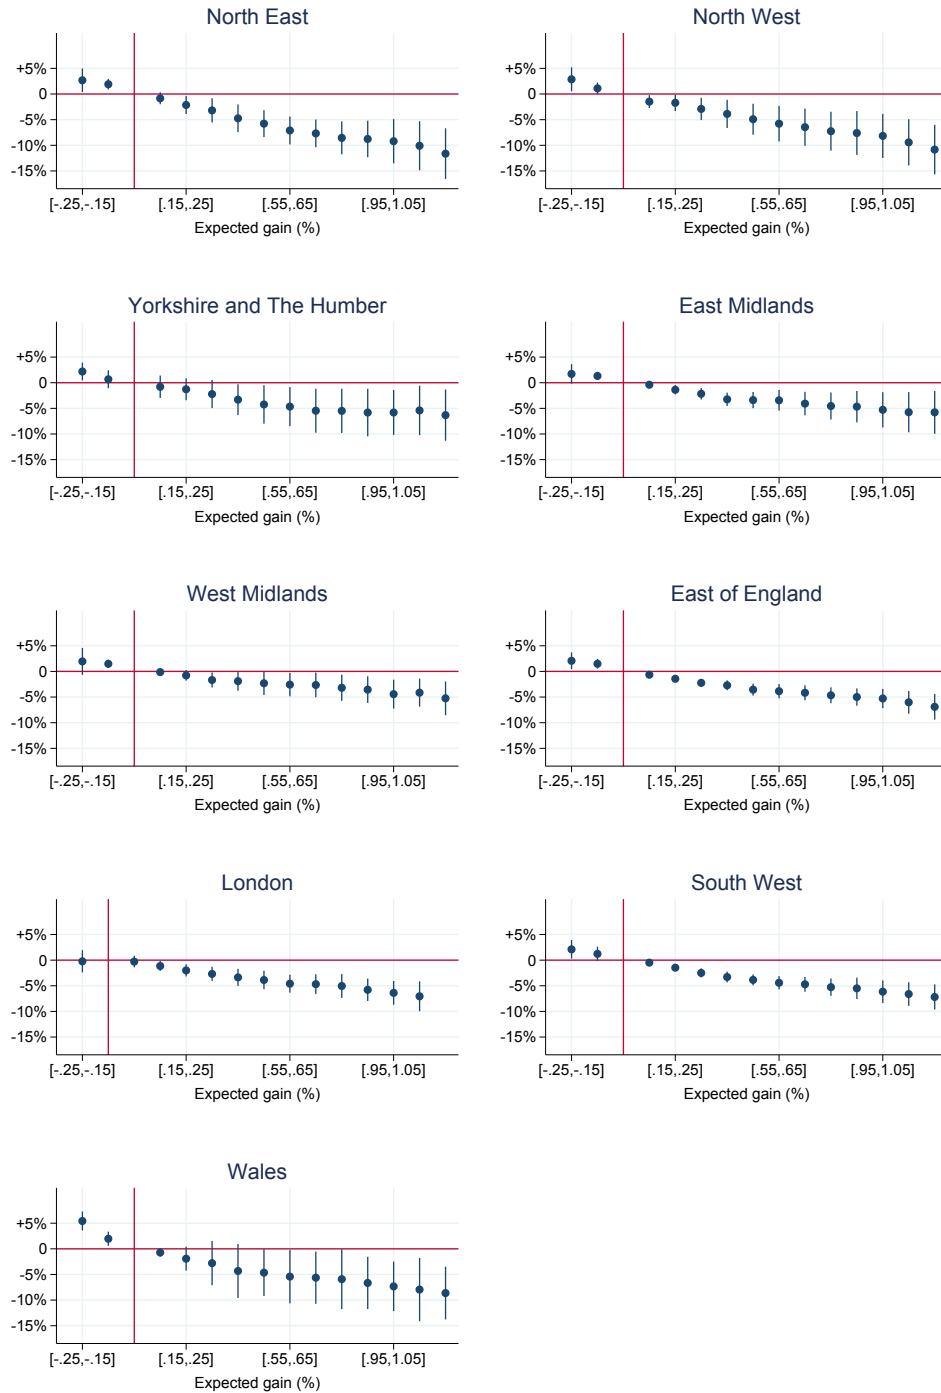 North East
+5%
0
-5%
-10%
-15%
[-.25,-.15] [.15,.25] [.55,.65] [.95,1.05]
Expected gain (%)
North West
+5%
0
-5%
-10%
-15%
[-.25,-.15] [.15,.25] [.55,.65] [.95,1.05]
Expected gain (%)
Yorkshire and The Humber
+5%
0
-5%
-10%
-15%
[-.25,-.15] [.15,.25] [.55,.65] [.95,1.05]
Expected gain (%)
East Midlands
+5%
0
-5%
-10%
-15%
[-.25,-.15] [.15,.25] [.55,.65] [.95,1.05]
Expected gain (%)
West Midlands
+5%
0
-5%
-10%
-15%
[-.25,-.15] [.15,.25] [.55,.65] [.95,1.05]
Expected gain (%)
East of England
+5%
0
-5%
-10%
-15%
[-.25,-.15] [.15,.25] [.55,.65] [.95,1.05]
Expected gain (%)
London
+5%
0
-5%
-10%
-15%
[-.25,-.15] [.15,.25] [.55,.65] [.95,1.05]
Expected gain (%)
South West
+5%
0
-5%
-10%
-15%
[-.25,-.15] [.15,.25] [.55,.65] [.95,1.05]
Expected gain (%)
Wales
+5%
0
-5%
-10%
-15%
[-.25,-.15] [.15,.25] [.55,.65] [.95,1.05]
Expected gain (%)